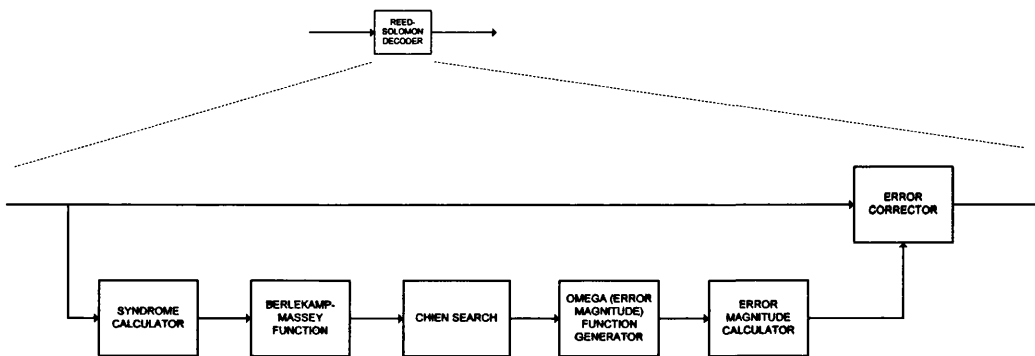 REED-
SOLOMON
DECODER
ERROR
CORRECTOR
SYNDROME
CALCULATOR
BERLEKAMP-
MASSEY
FUNCTION
CHIEN SEARCH
OMEGA (ERROR
MAGNITUDE)
FUNCTION
GENERATOR
ERROR
MAGNITUDE
CALCULATOR